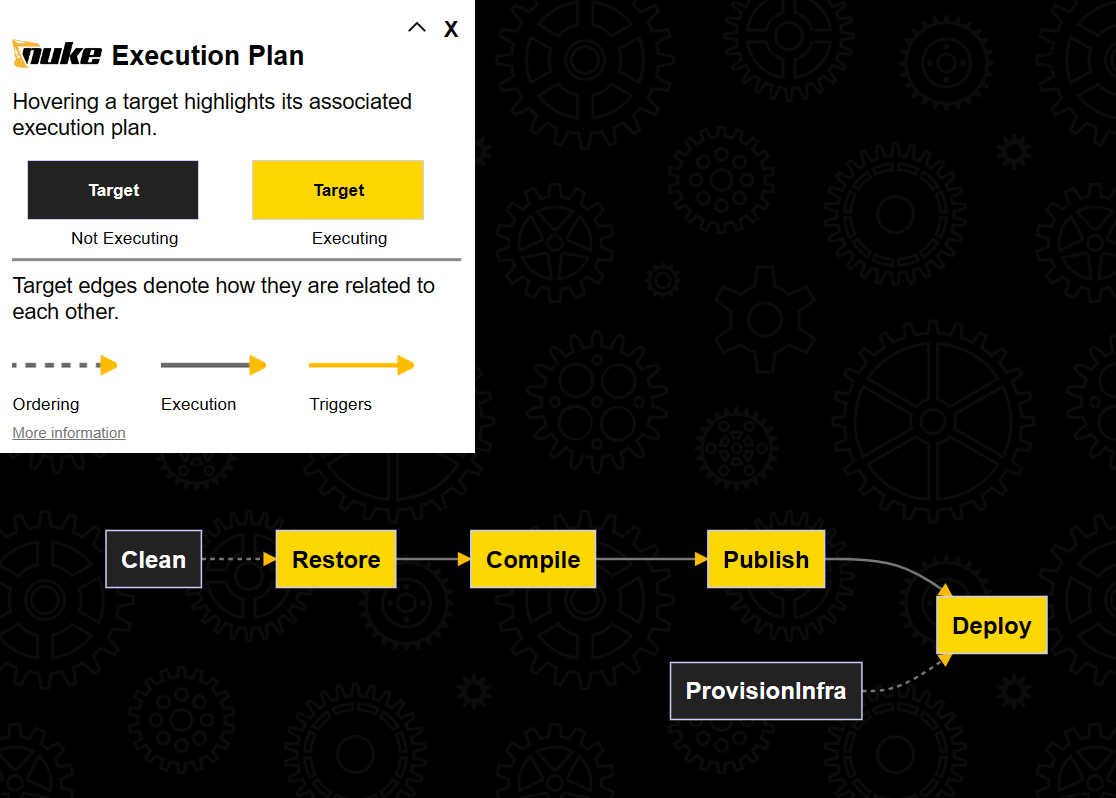 X
nuke Execution Plan
Hovering a target highlights its associated
execution plan.
Target Target
Not Executing Executing
Target edges denote how they are related to
each other.
Ordering Execution Triggers
More information
Clean Restore Compile Publish
Deploy
ProvisionInfra